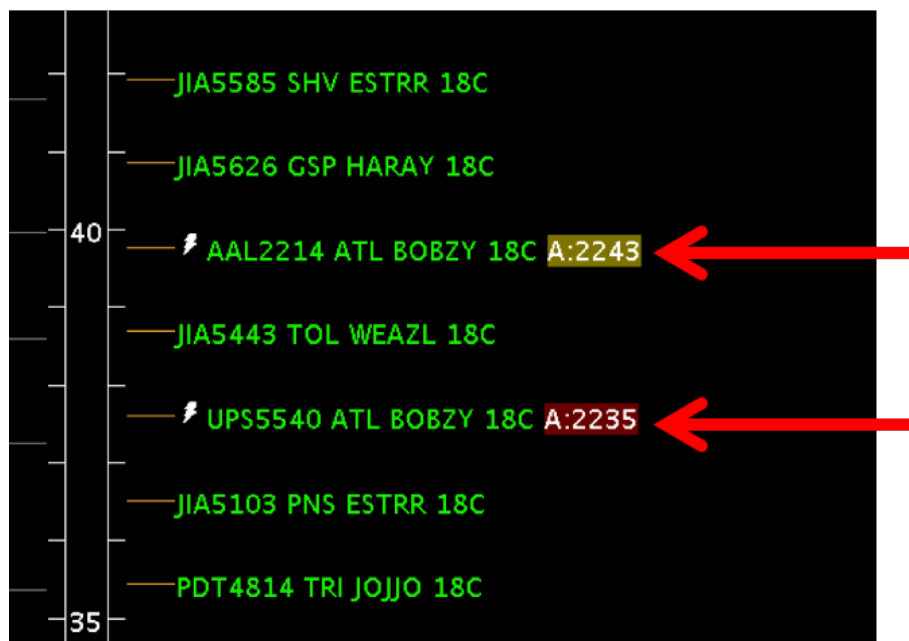 JIA5585 SHV ESTRR 18C
JIA5626 GSP HARAY 18C
40
AAL2214 ATL BOBZY 18C A:2243
JIA5443 TOL WEAZL 18C
UPS5540 ATL BOBZY 18C A:2235
JIA5103 PNS ESTRR 18C
PDT4814 TRI JOJJO 18C
35